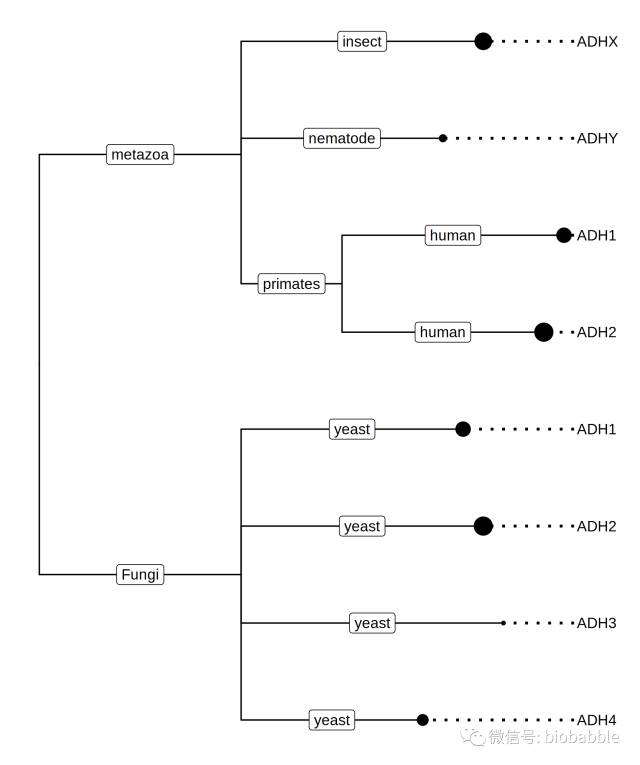 insect ADHX
nematode ADHY
metazoa
human ADH1
primates
human ADH2
yeast ADH1
yeast ADH2
Fungi
yeast ADH3
yeast ADH4
微信号: biobabble